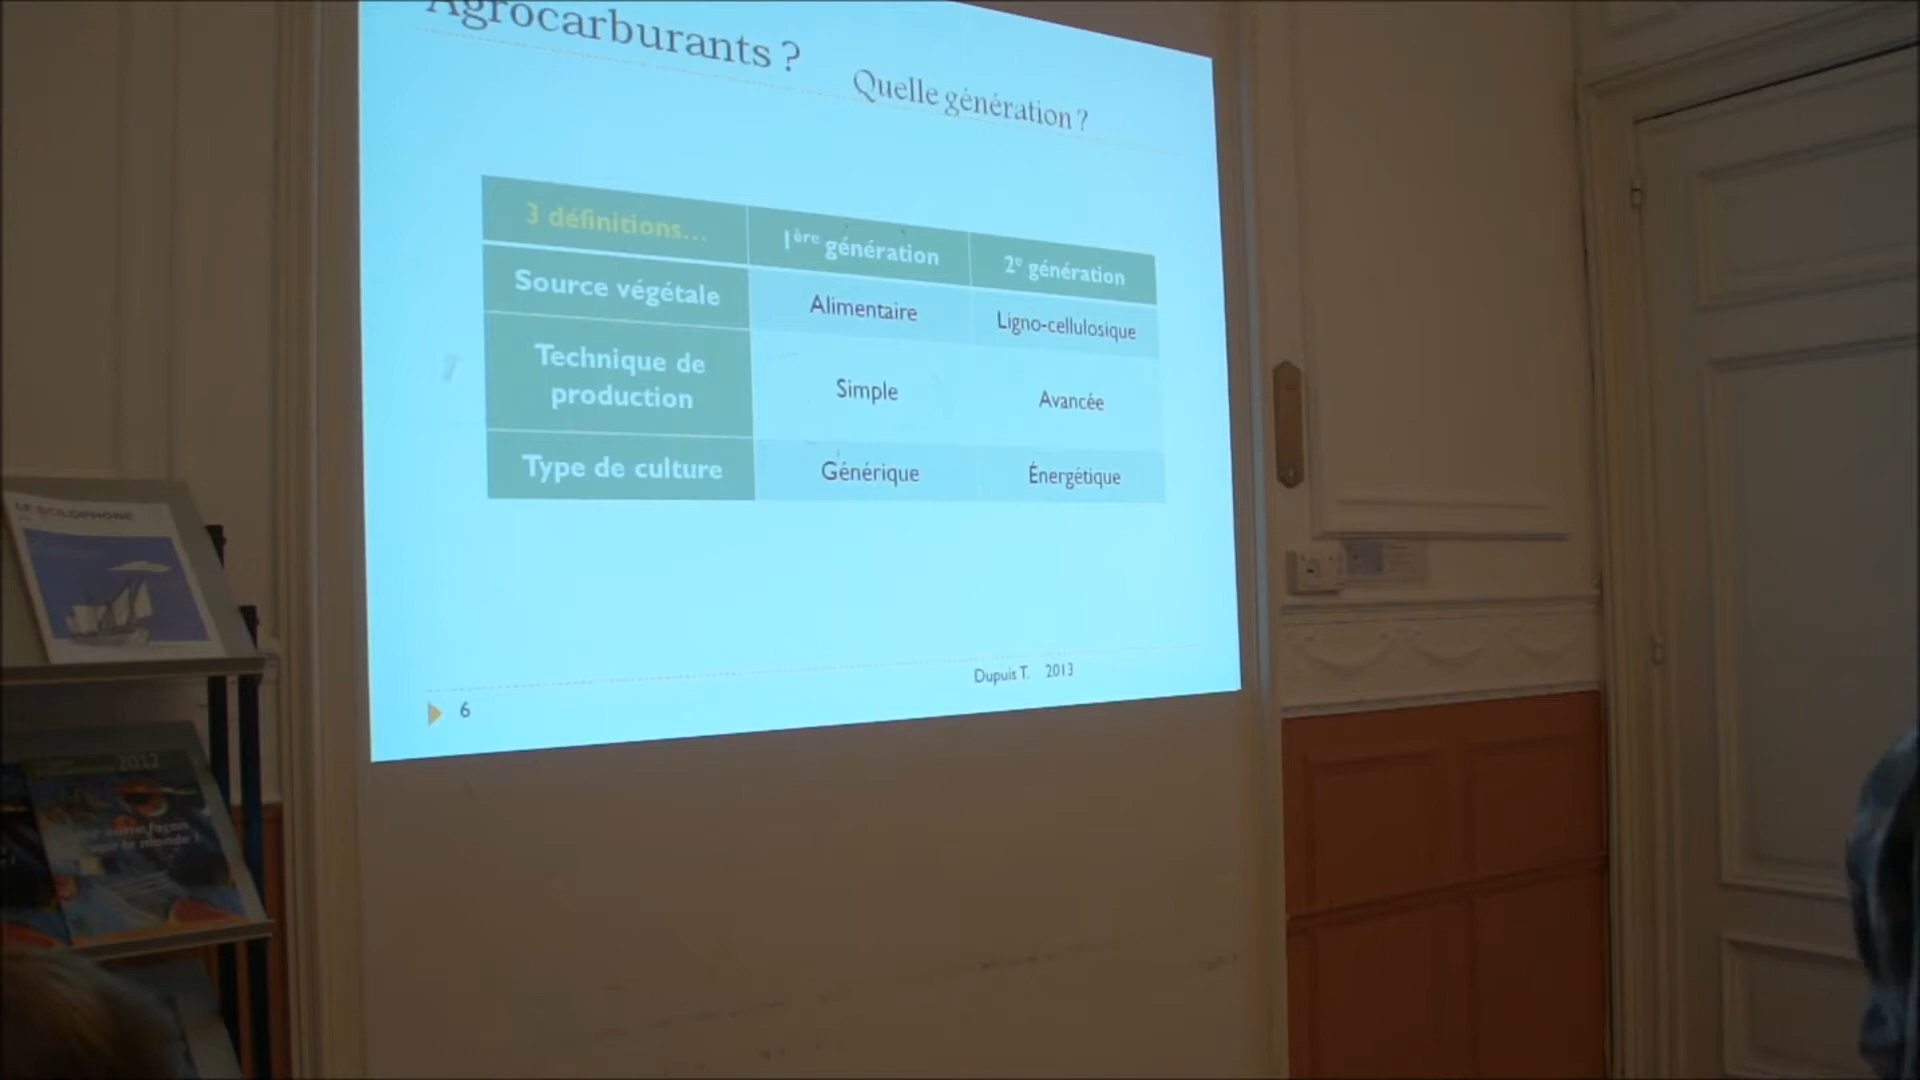 Agrocarburants ?
Quelle génération ?
3 définitions...
1ère génération
2e génération
Source végétale
Alimentaire
Ligno-cellulosique
Technique de
production
Simple
Avancée
Type de culture
Générique
Énergétique
Dupuis T. 2013
6
2012